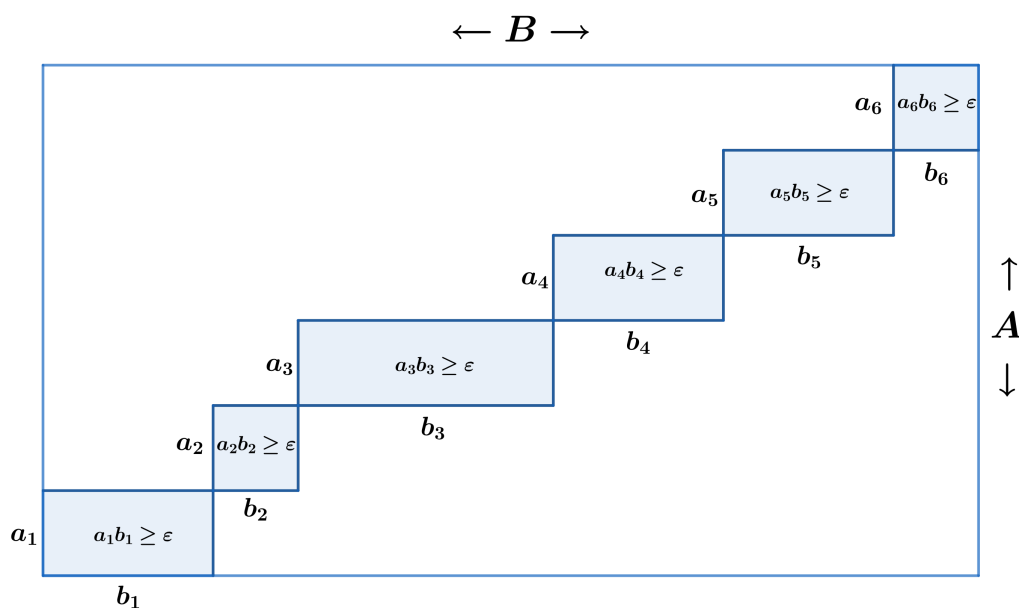 ← B →
a₆
a₆b₆ ≥ ε
b₆
a₅
a₅b₅ ≥ ε
b₅
a₄
a₄b₄ ≥ ε
b₄
↑
A
↓
a₃
a₃b₃ ≥ ε
b₃
a₂
a₂b₂ ≥ ε
b₂
a₁
a₁b₁ ≥ ε
b₁